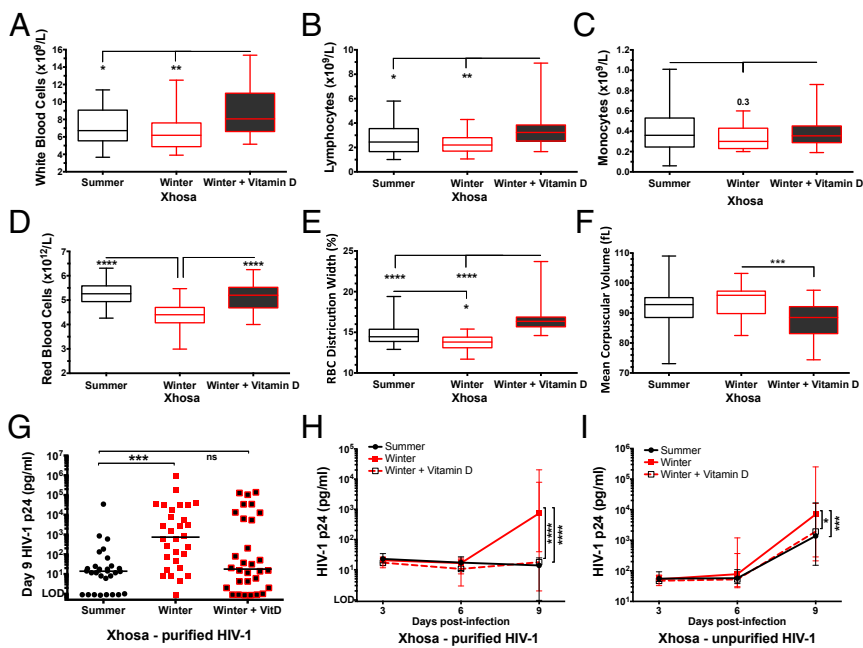 A
White Blood Cells (x10⁹/L)
16
14
12
10
8
6
4
2
*
**
Summer
Winter
Winter + Vitamin D
Xhosa
B
Lymphocytes (x10⁹/L)
10
8
6
4
2
0
*
**
Summer
Winter
Winter + Vitamin D
Xhosa
C
Monocytes (x10⁹/L)
1.2
1.0
0.8
0.6
0.4
0.2
0.0
0.3
Summer
Winter
Winter + Vitamin D
Xhosa
D
Red Blood Cells (x10¹²/L)
7
6
5
4
3
2
****
****
Summer
Winter
Winter + Vitamin D
Xhosa
E
RBC Districution Width (%)
25
20
15
10
****
****
*
Summer
Winter
Winter + Vitamin D
Xhosa
F
Mean Corpuscular Volume (fL)
110
100
90
80
70
***
Summer
Winter
Winter + Vitamin D
Xhosa
G
Day 9 HIV-1 p24 (pg/ml)
10⁷
10⁶
10⁵
10⁴
10³
10²
10¹
10⁰
LOD
***
ns
Summer
Winter
Winter + VitD
Xhosa - purified HIV-1
H
Summer
Winter
Winter + Vitamin D
HIV-1 p24 (pg/ml)
10⁵
10⁴
10³
10²
10¹
10⁰
LOD
****
****
3
6
9
Days post-infection
Xhosa - purified HIV-1
I
Summer
Winter
Winter + Vitamin D
HIV-1 p24 (pg/ml)
10⁶
10⁵
10⁴
10³
10²
10¹
*
***
3
6
9
Days post-infection
Xhosa - unpurified HIV-1